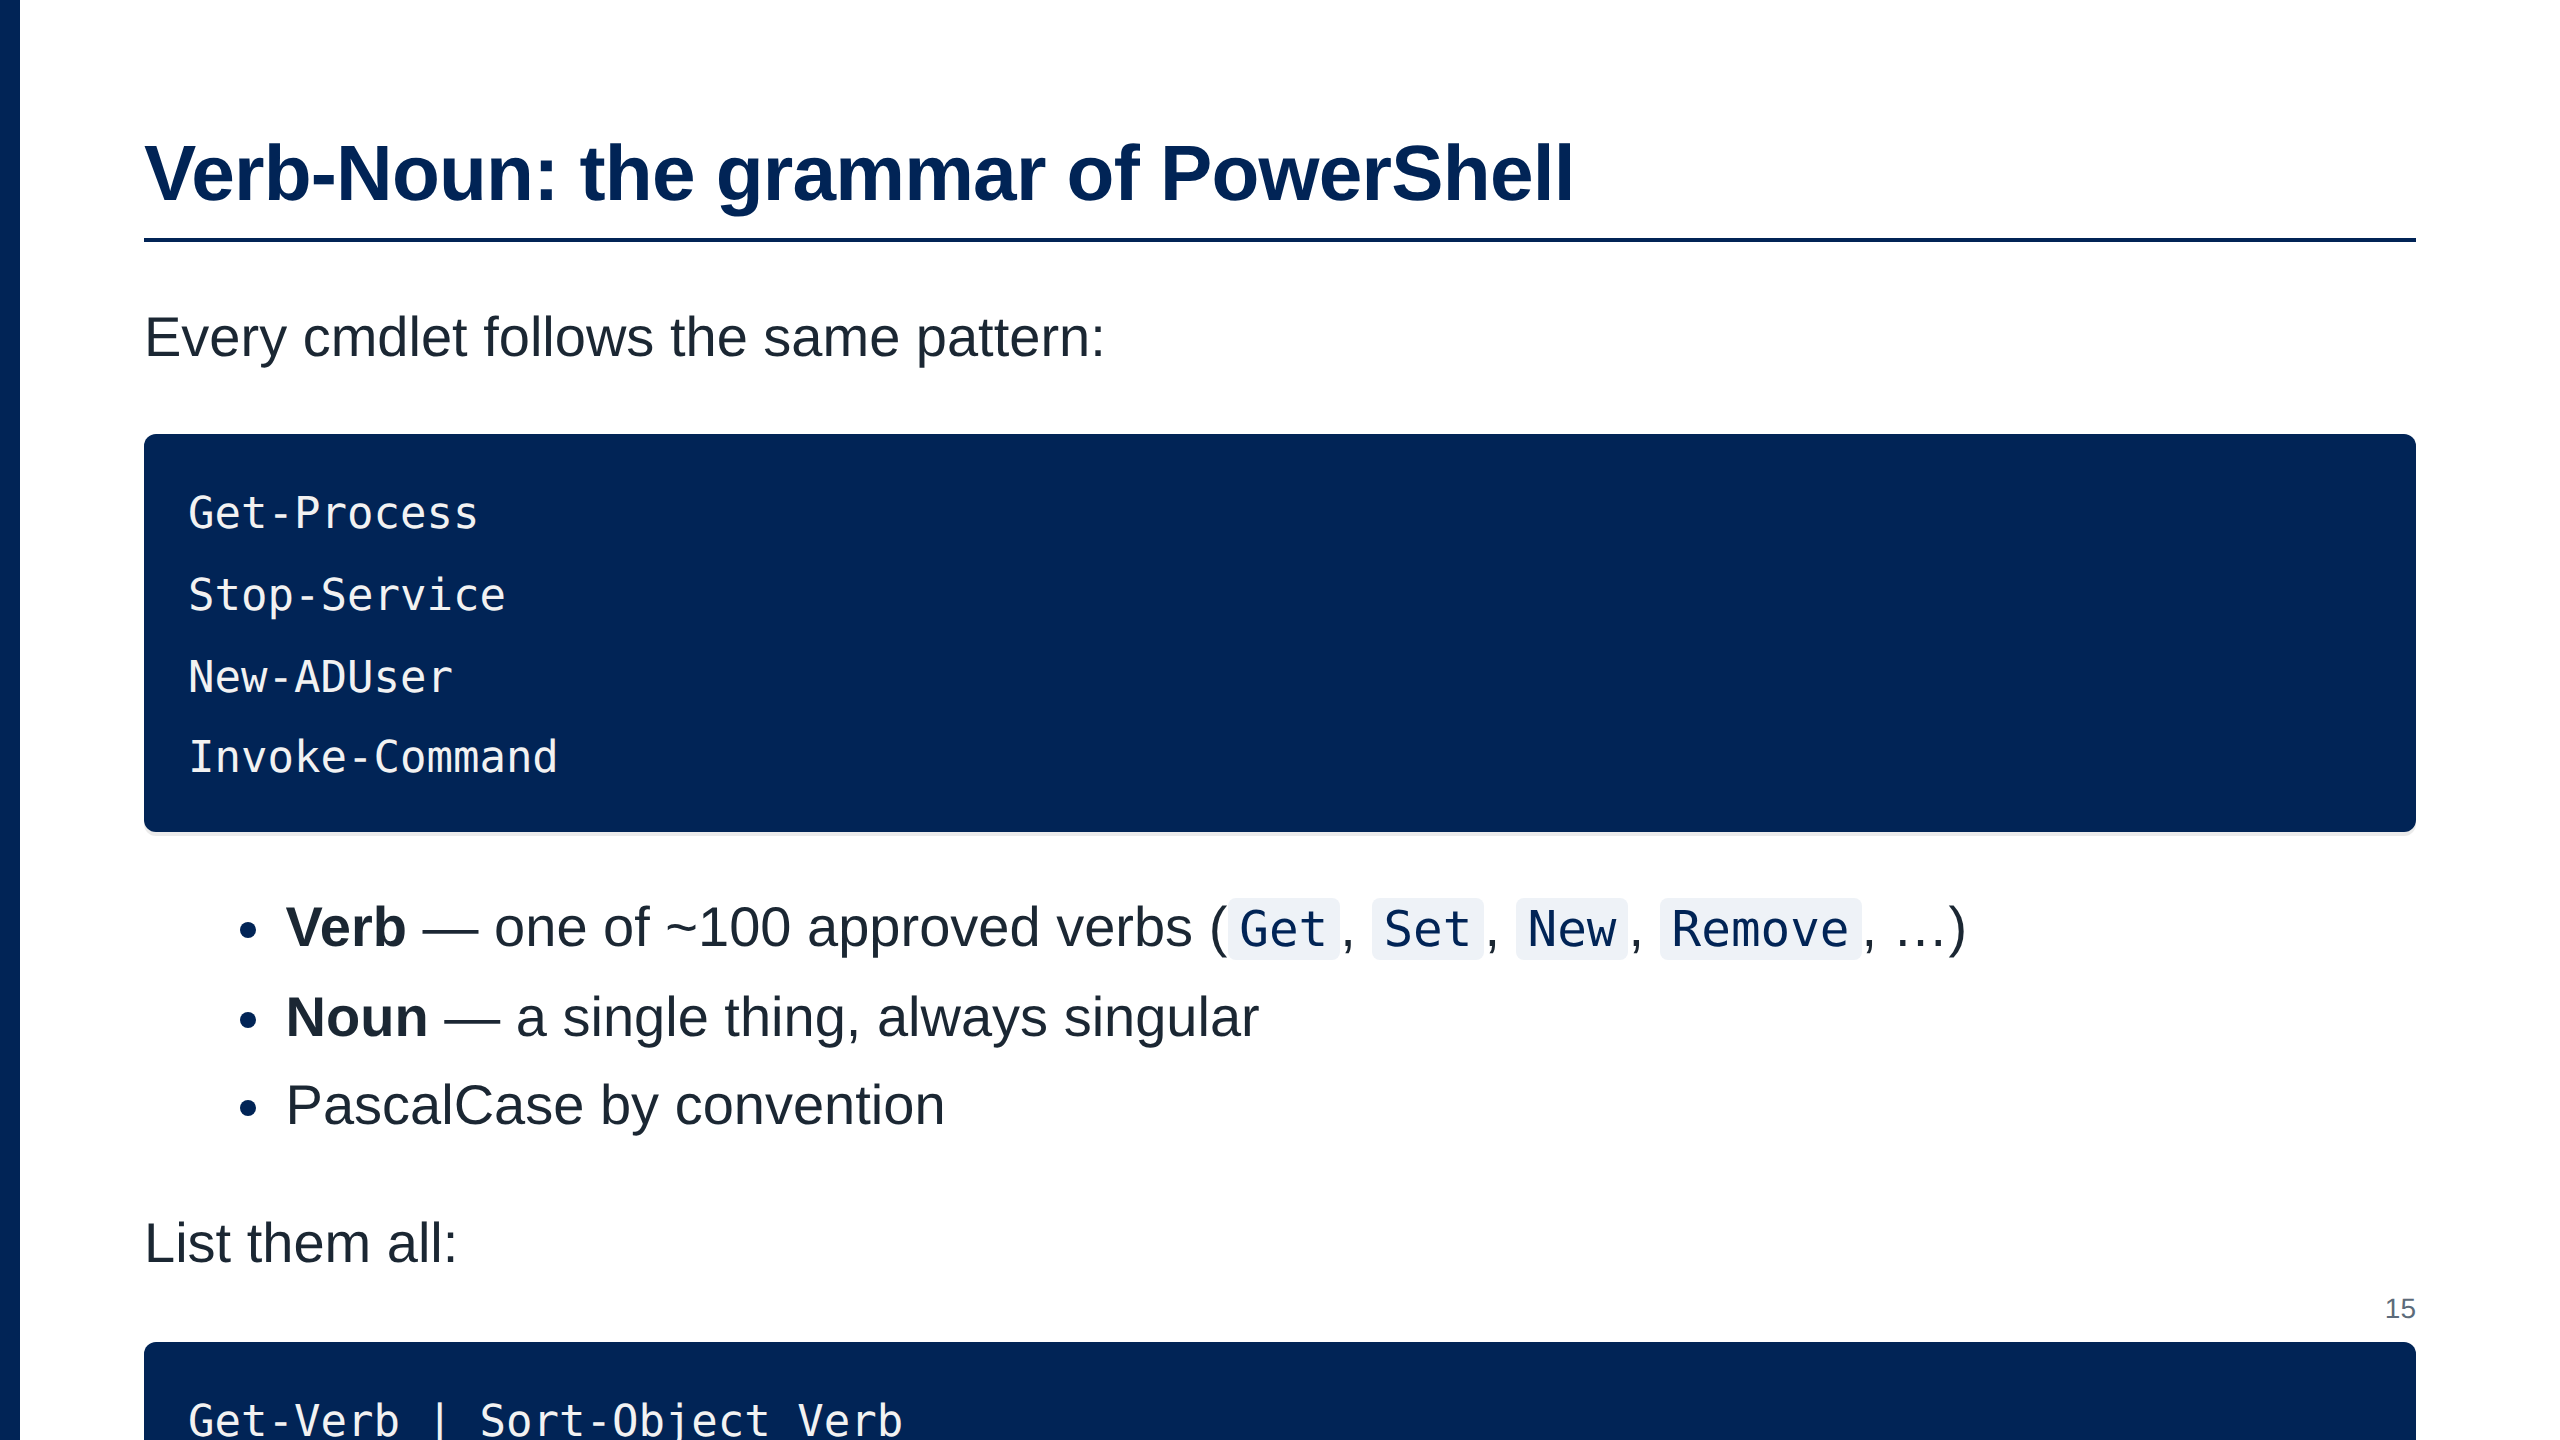 Verb-Noun: the grammar of PowerShell
Every cmdlet follows the same pattern:
Get-Process
Stop-Service
New-ADUser
Invoke-Command
• Verb — one of ~100 approved verbs (Get, Set, New, Remove, …)
• Noun — a single thing, always singular
• PascalCase by convention
List them all:
15
Get-Verb | Sort-Object Verb